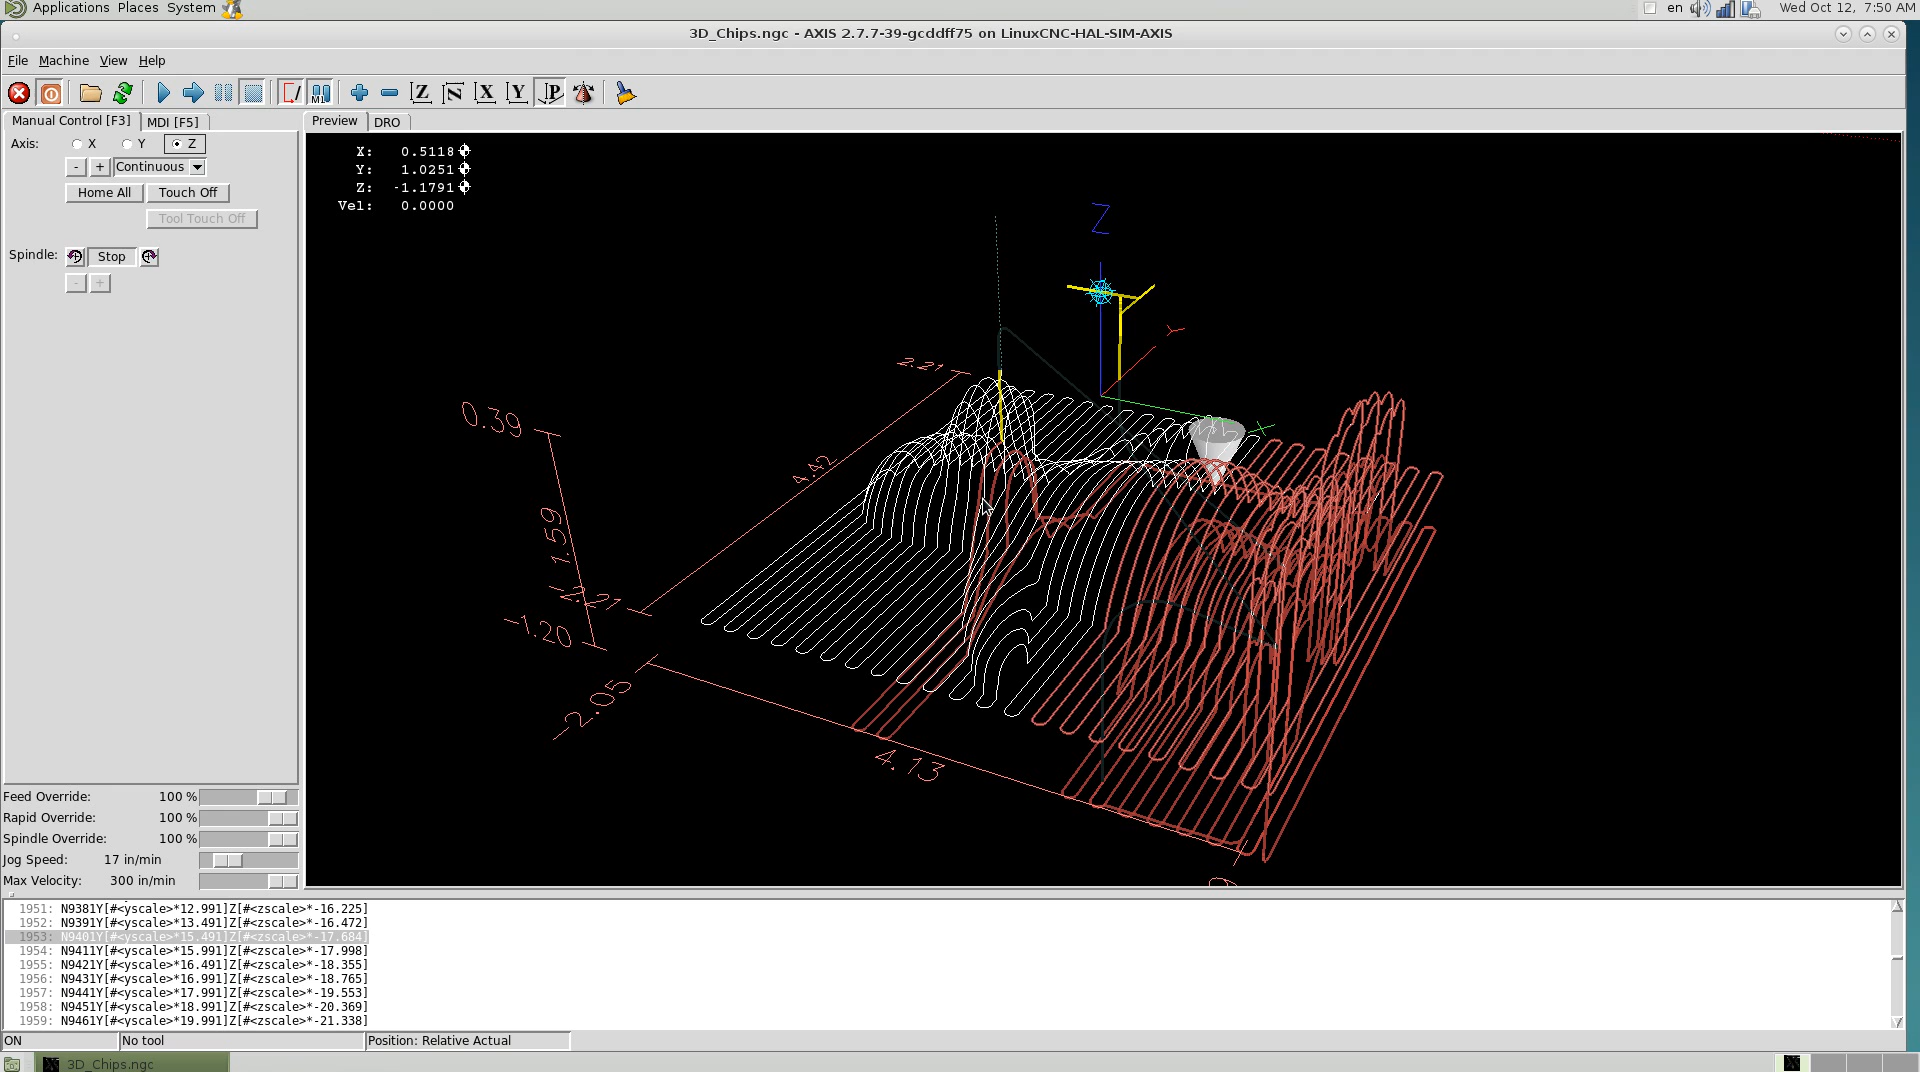 Applications Places System
en
Wed Oct 12, 7:50 AM
3D_Chips.ngc - AXIS 2.7.7-39-gcddff75 on LinuxCNC-HAL-SIM-AXIS
File Machine View Help
M1
Z N X Y P
Manual Control [F3]
MDI [F5]
Preview
DRO
Axis: X Y Z
- + Continuous
Home All Touch Off
Tool Touch Off
Spindle: Stop
- +
X: 0.5118
Y: 1.0251
Z: -1.1791
Vel: 0.0000
Z
Y
X
2.21
0.39
4.42
1.59
-2.21
-1.20
-2.05
4.13
Feed Override: 100 %
Rapid Override: 100 %
Spindle Override: 100 %
Jog Speed: 17 in/min
Max Velocity: 300 in/min
1951: N9381Y[#<yscale>*12.991]Z[#<zscale>*-16.225]
1952: N9391Y[#<yscale>*13.491]Z[#<zscale>*-16.472]
1953: N9401Y[#<yscale>*15.491]Z[#<zscale>*-17.684]
1954: N9411Y[#<yscale>*15.991]Z[#<zscale>*-17.998]
1955: N9421Y[#<yscale>*16.491]Z[#<zscale>*-18.355]
1956: N9431Y[#<yscale>*16.991]Z[#<zscale>*-18.765]
1957: N9441Y[#<yscale>*17.991]Z[#<zscale>*-19.553]
1958: N9451Y[#<yscale>*18.991]Z[#<zscale>*-20.369]
1959: N9461Y[#<yscale>*19.991]Z[#<zscale>*-21.338]
ON
No tool
Position: Relative Actual
3D_Chips.ngc